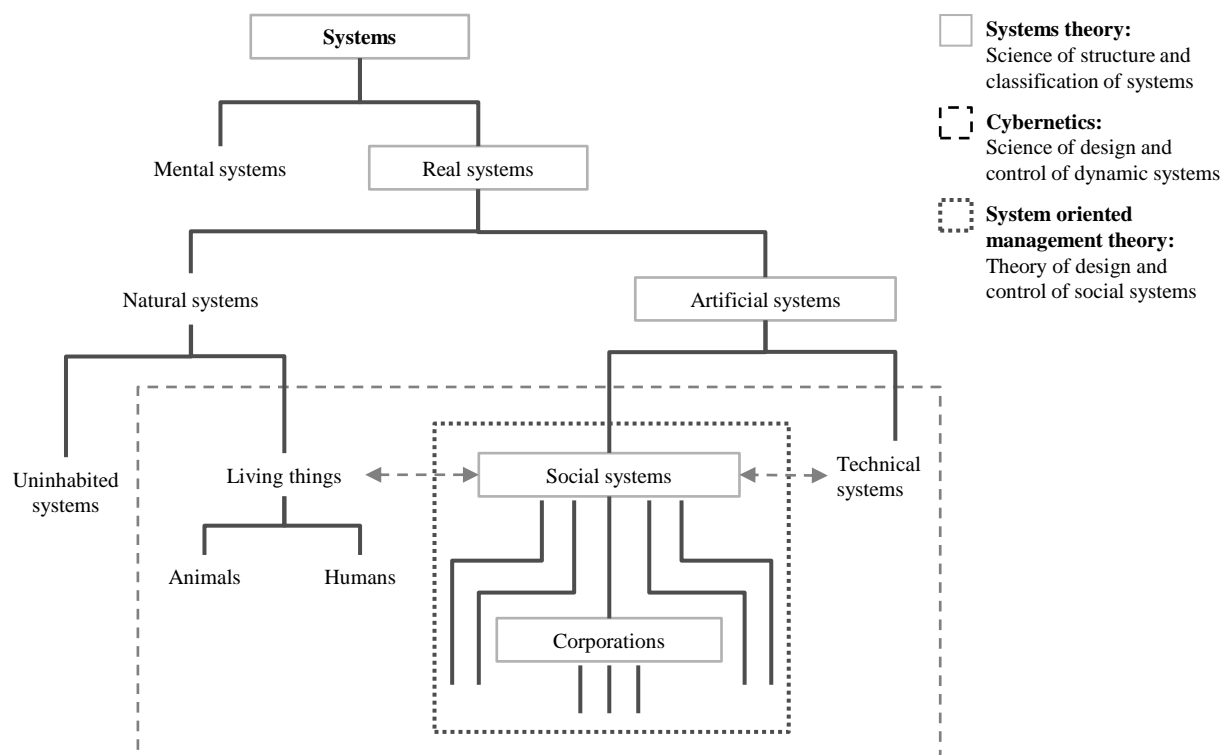 Systems
Mental systems
Real systems
Natural systems
Artificial systems
Uninhabited
systems
Living things
Social systems
Technical
systems
Animals
Humans
Corporations
Systems theory:
Science of structure and
classification of systems
Cybernetics:
Science of design and
control of dynamic systems
System oriented
management theory:
Theory of design and
control of social systems